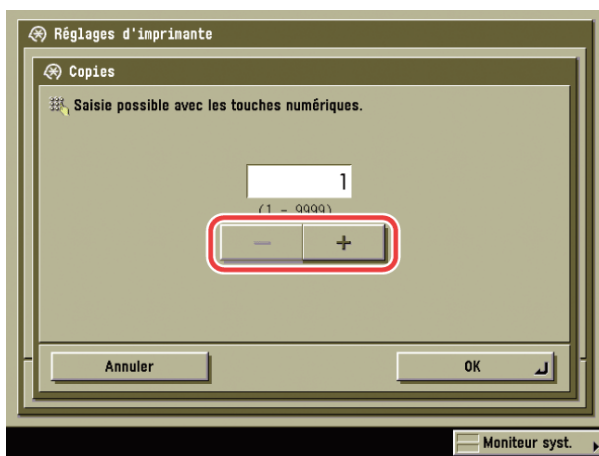 Réglages d'imprimante
Copies
Saisie possible avec les touches numériques.
1
(1 - 9999)
- +
Annuler OK
Moniteur syst.